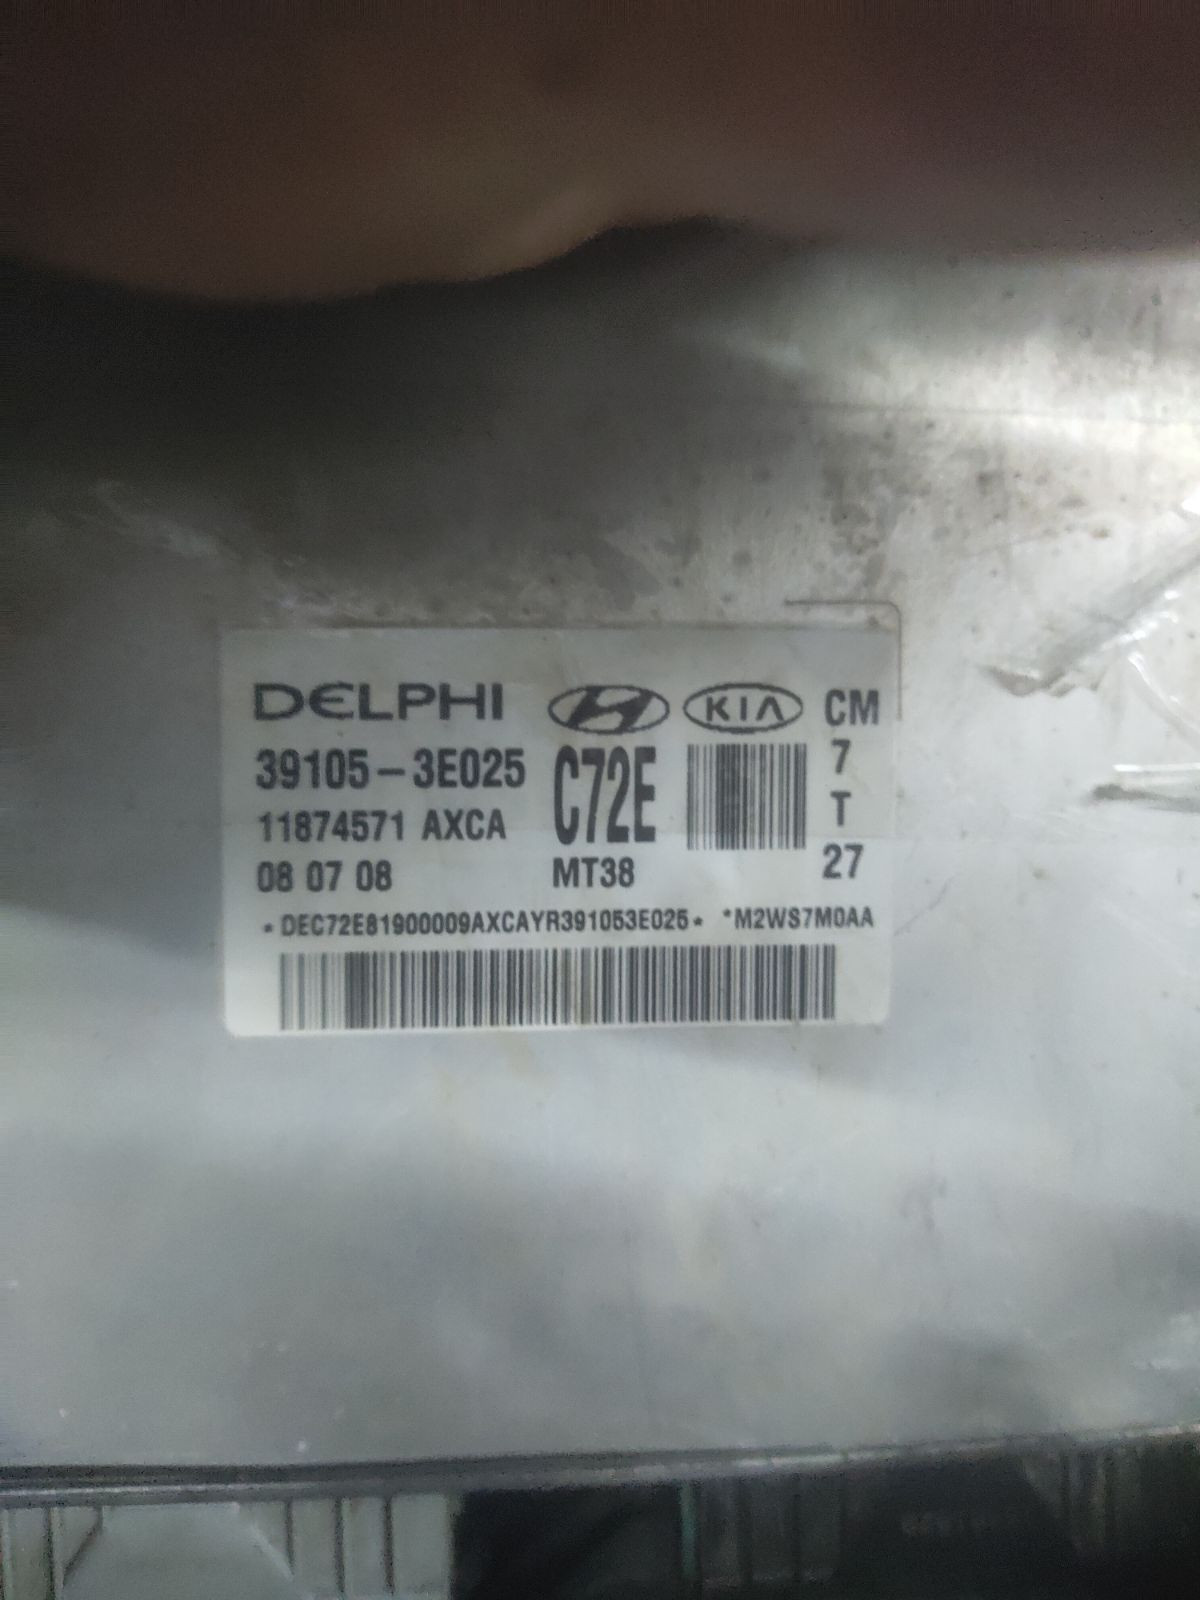 DELPHI KIA CM
39105-3E025 C72E 7
11874571 AXCA T
08 07 08 MT38 27
*DEC72E81900009AXCAYR391053E025* *M2WS7M0AA